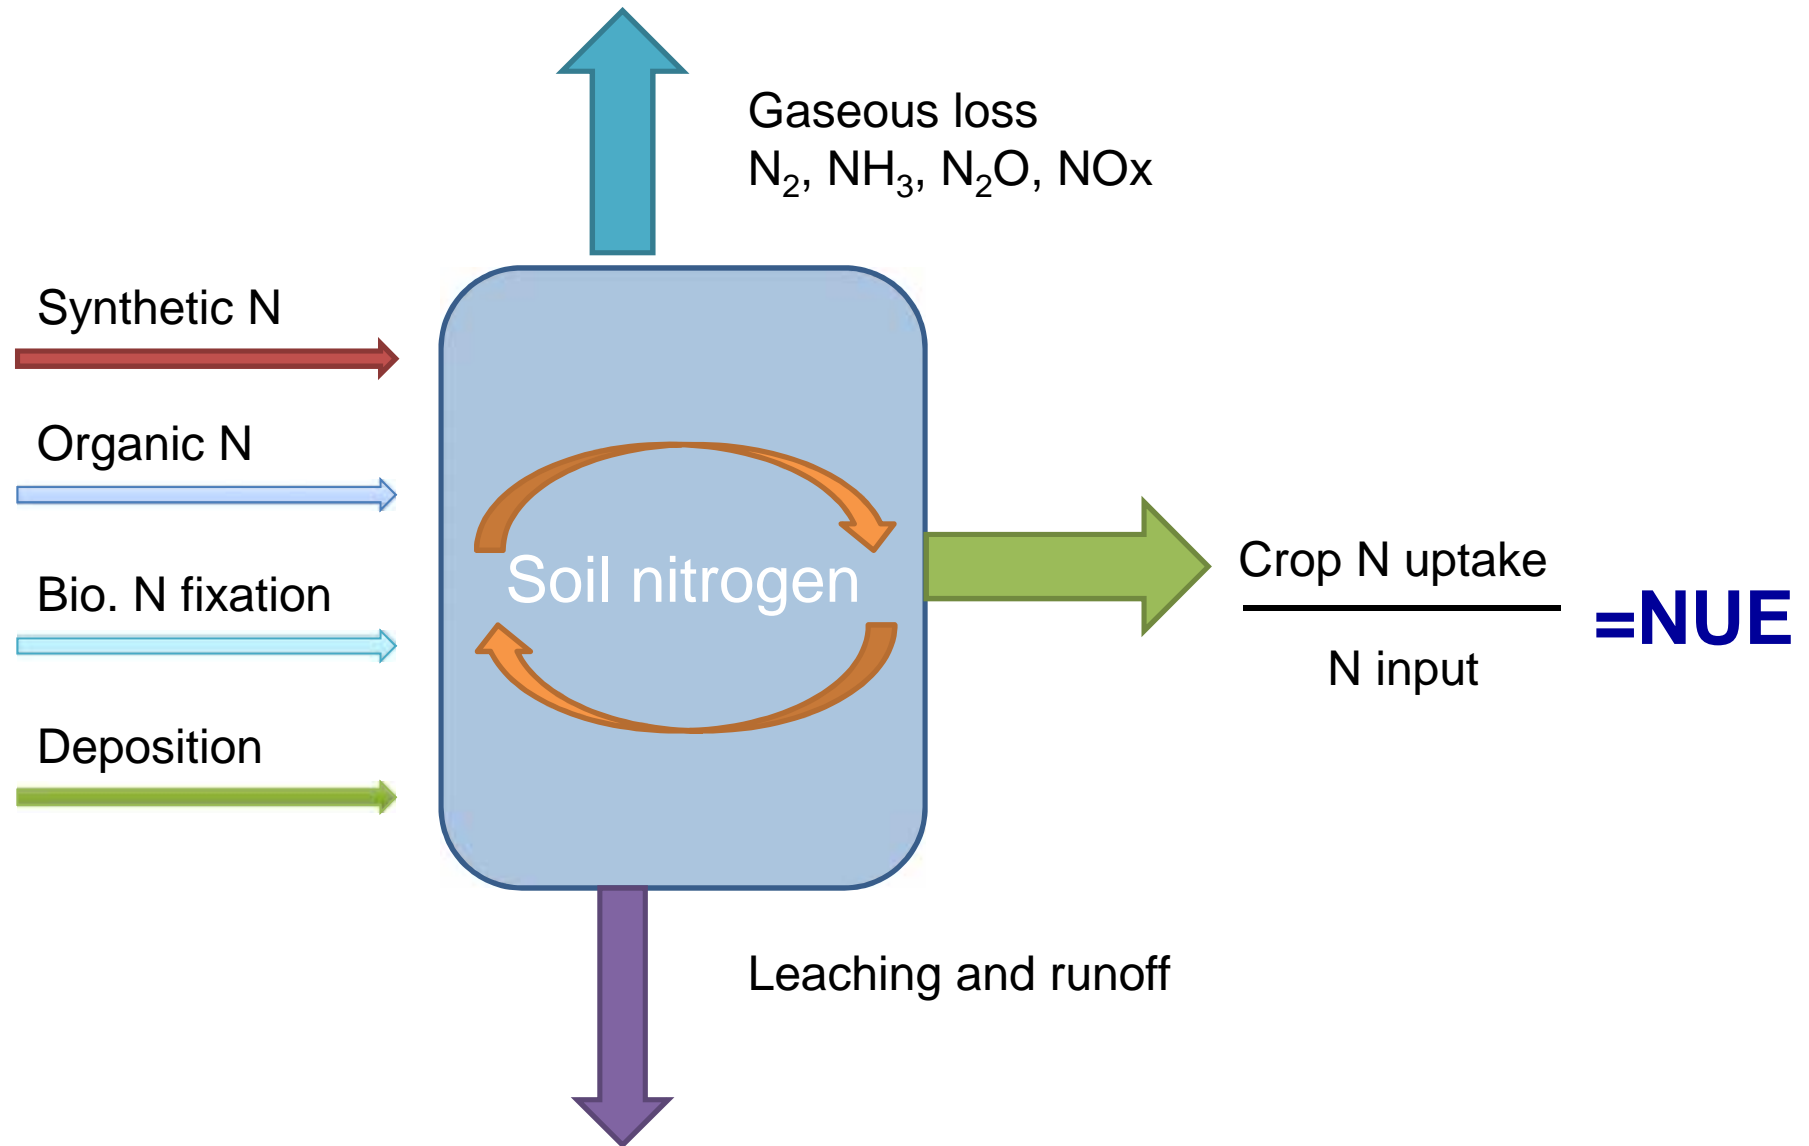 Gaseous loss
N₂, NH₃, N₂O, NOx
Synthetic N
Organic N
Bio. N fixation
Deposition
Soil nitrogen
Crop N uptake
N input
=NUE
Leaching and runoff